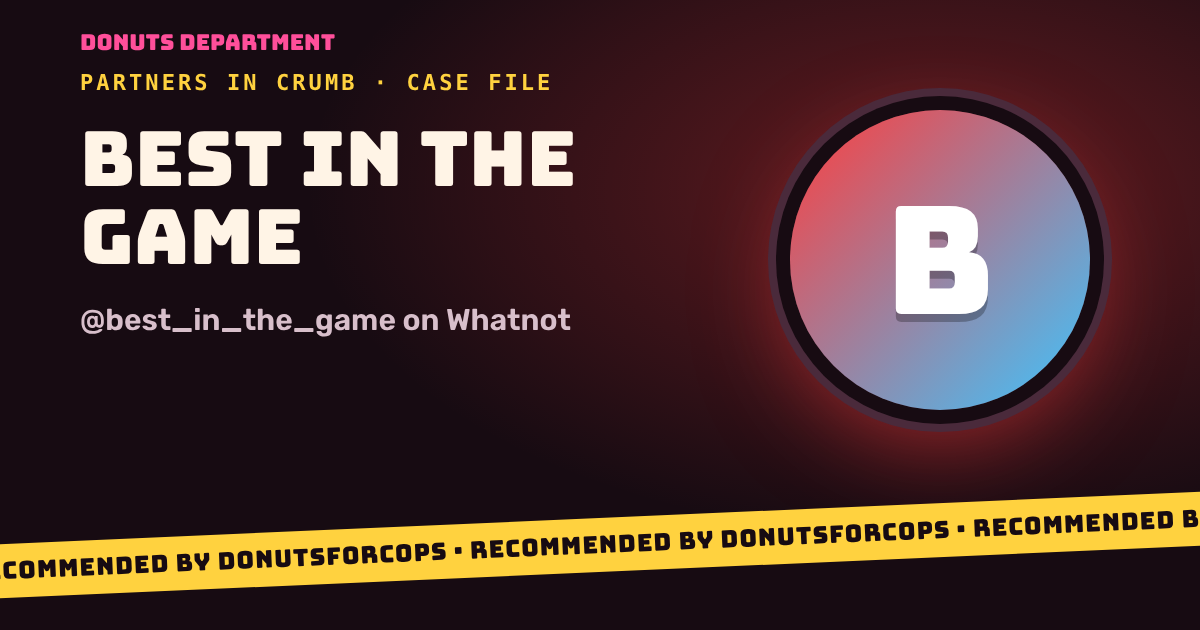 DONUTS DEPARTMENT
PARTNERS IN CRUMB · CASE FILE
BEST IN THE
GAME
@best_in_the_game on Whatnot
B
COMMENDED BY DONUTSFORCOPS · RECOMMENDED BY DONUTSFORCOPS · RECOMMENDED B